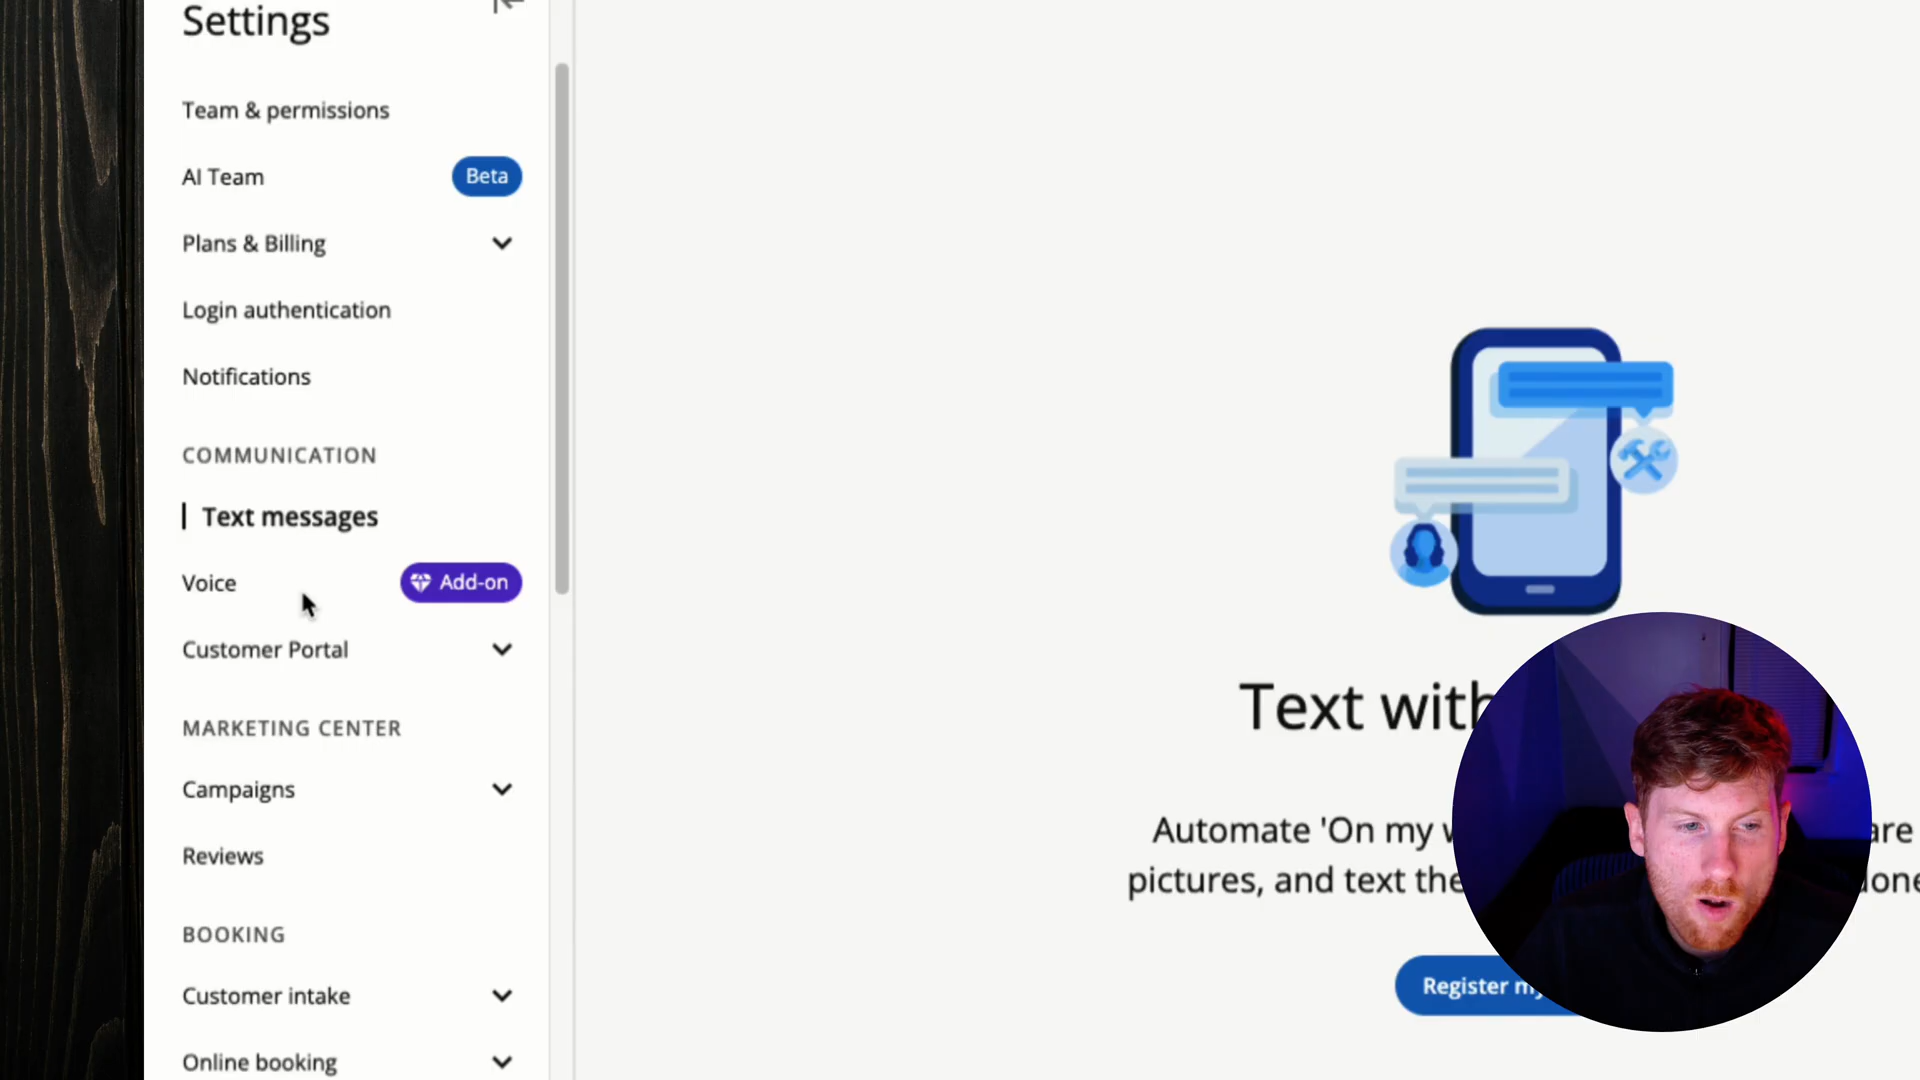 Settings
Team & permissions
AI Team
Beta
Plans & Billing
Login authentication
Notifications
COMMUNICATION
Text messages
Voice
Add-on
Customer Portal
MARKETING CENTER
Campaigns
Reviews
BOOKING
Customer intake
Online booking
Text with
Automate 'On my
pictures, and text the
Register my